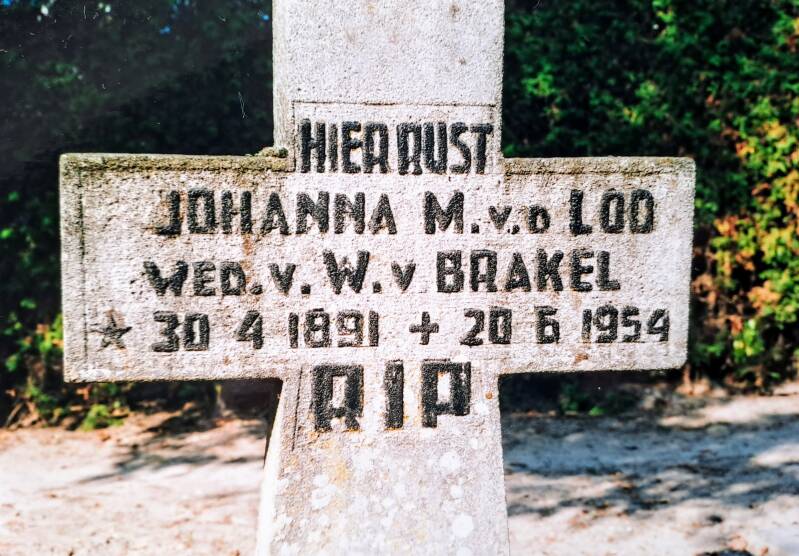 HIER RUST
JOHANNA M. v.D LOO
WED. v. W. v BRAKEL
* 30 4 1891 + 20 6 1954
RIP